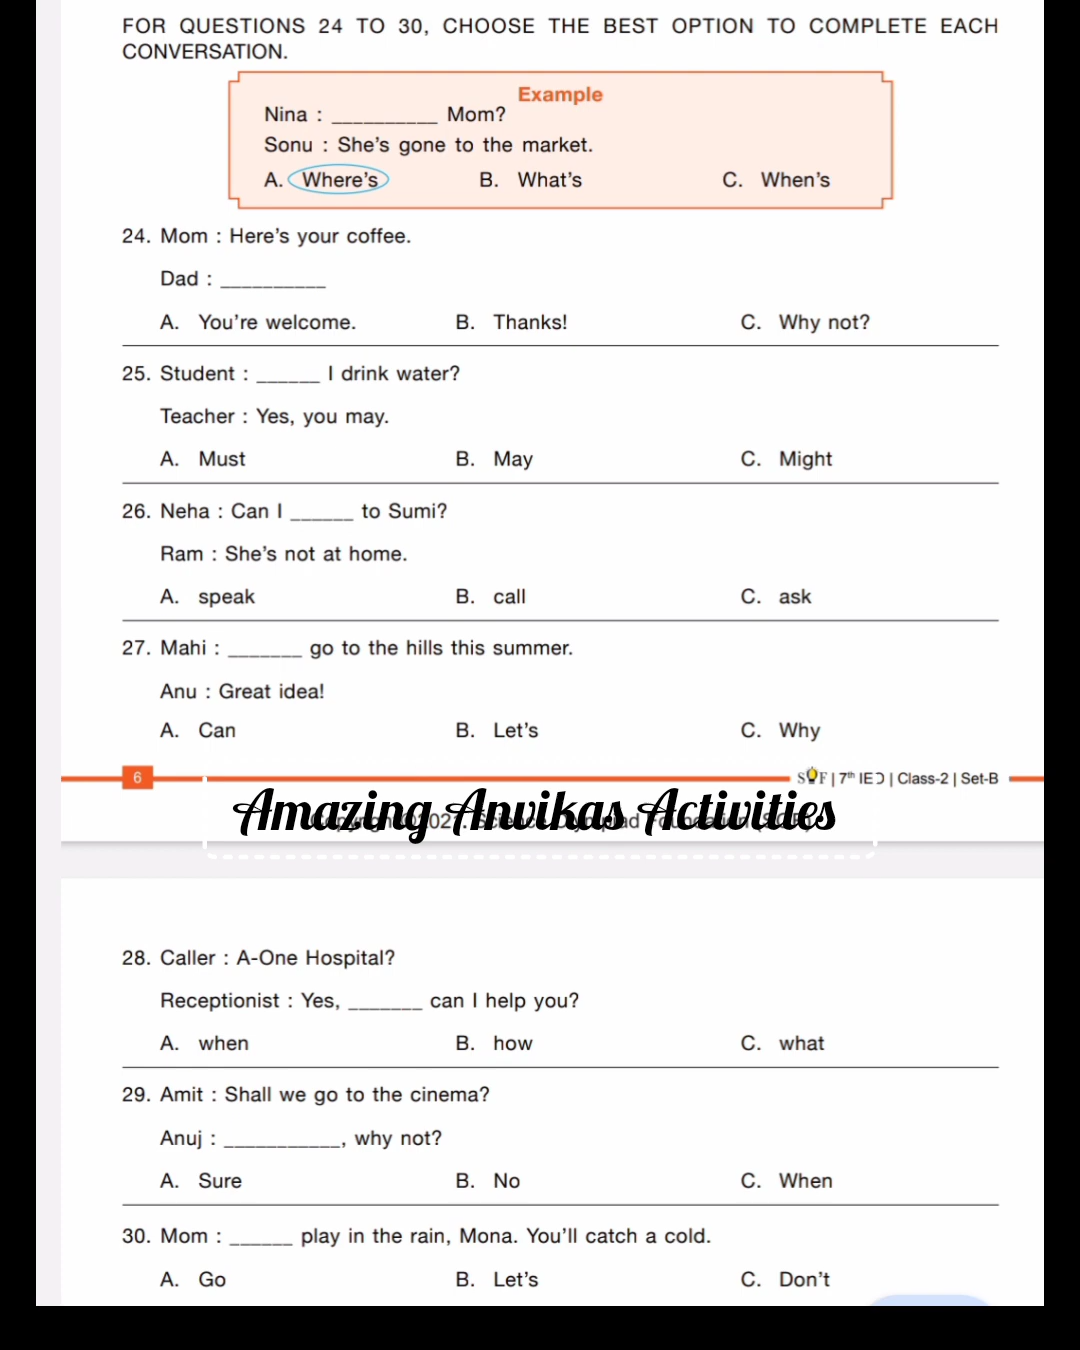 FOR QUESTIONS 24 TO 30, CHOOSE THE BEST OPTION TO COMPLETE EACH
CONVERSATION.
Example
Nina : __________ Mom?
Sonu : She's gone to the market.
A. Where's B. What's C. When's
24. Mom : Here's your coffee.
Dad : __________
A. You're welcome. B. Thanks! C. Why not?
25. Student : ______ I drink water?
Teacher : Yes, you may.
A. Must B. May C. Might
26. Neha : Can I ______ to Sumi?
Ram : She's not at home.
A. speak B. call C. ask
27. Mahi : _______ go to the hills this summer.
Anu : Great idea!
A. Can B. Let's C. Why
6 SOF | 7th IEO | Class-2 | Set-B
Amazing Anvikas Activities
28. Caller : A-One Hospital?
Receptionist : Yes, _______ can I help you?
A. when B. how C. what
29. Amit : Shall we go to the cinema?
Anuj : ___________, why not?
A. Sure B. No C. When
30. Mom : ______ play in the rain, Mona. You'll catch a cold.
A. Go B. Let's C. Don't